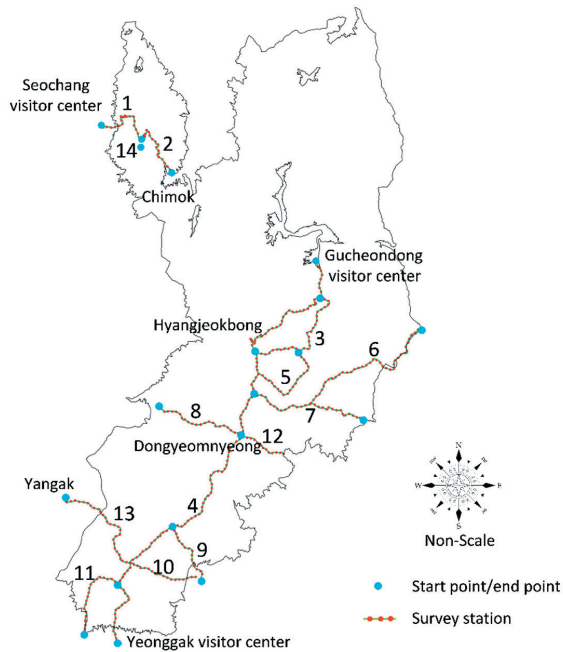 Seochang
visitor center
1
2
14
Chimok
Gucheondong
visitor center
Hyangjeokbong
3
6
5
7
8
Dongyeomnyeong
12
Yangak
4
13
9
10
11
Yeonggak visitor center
N
W
E
S
Non-Scale
Start point/end point
Survey station